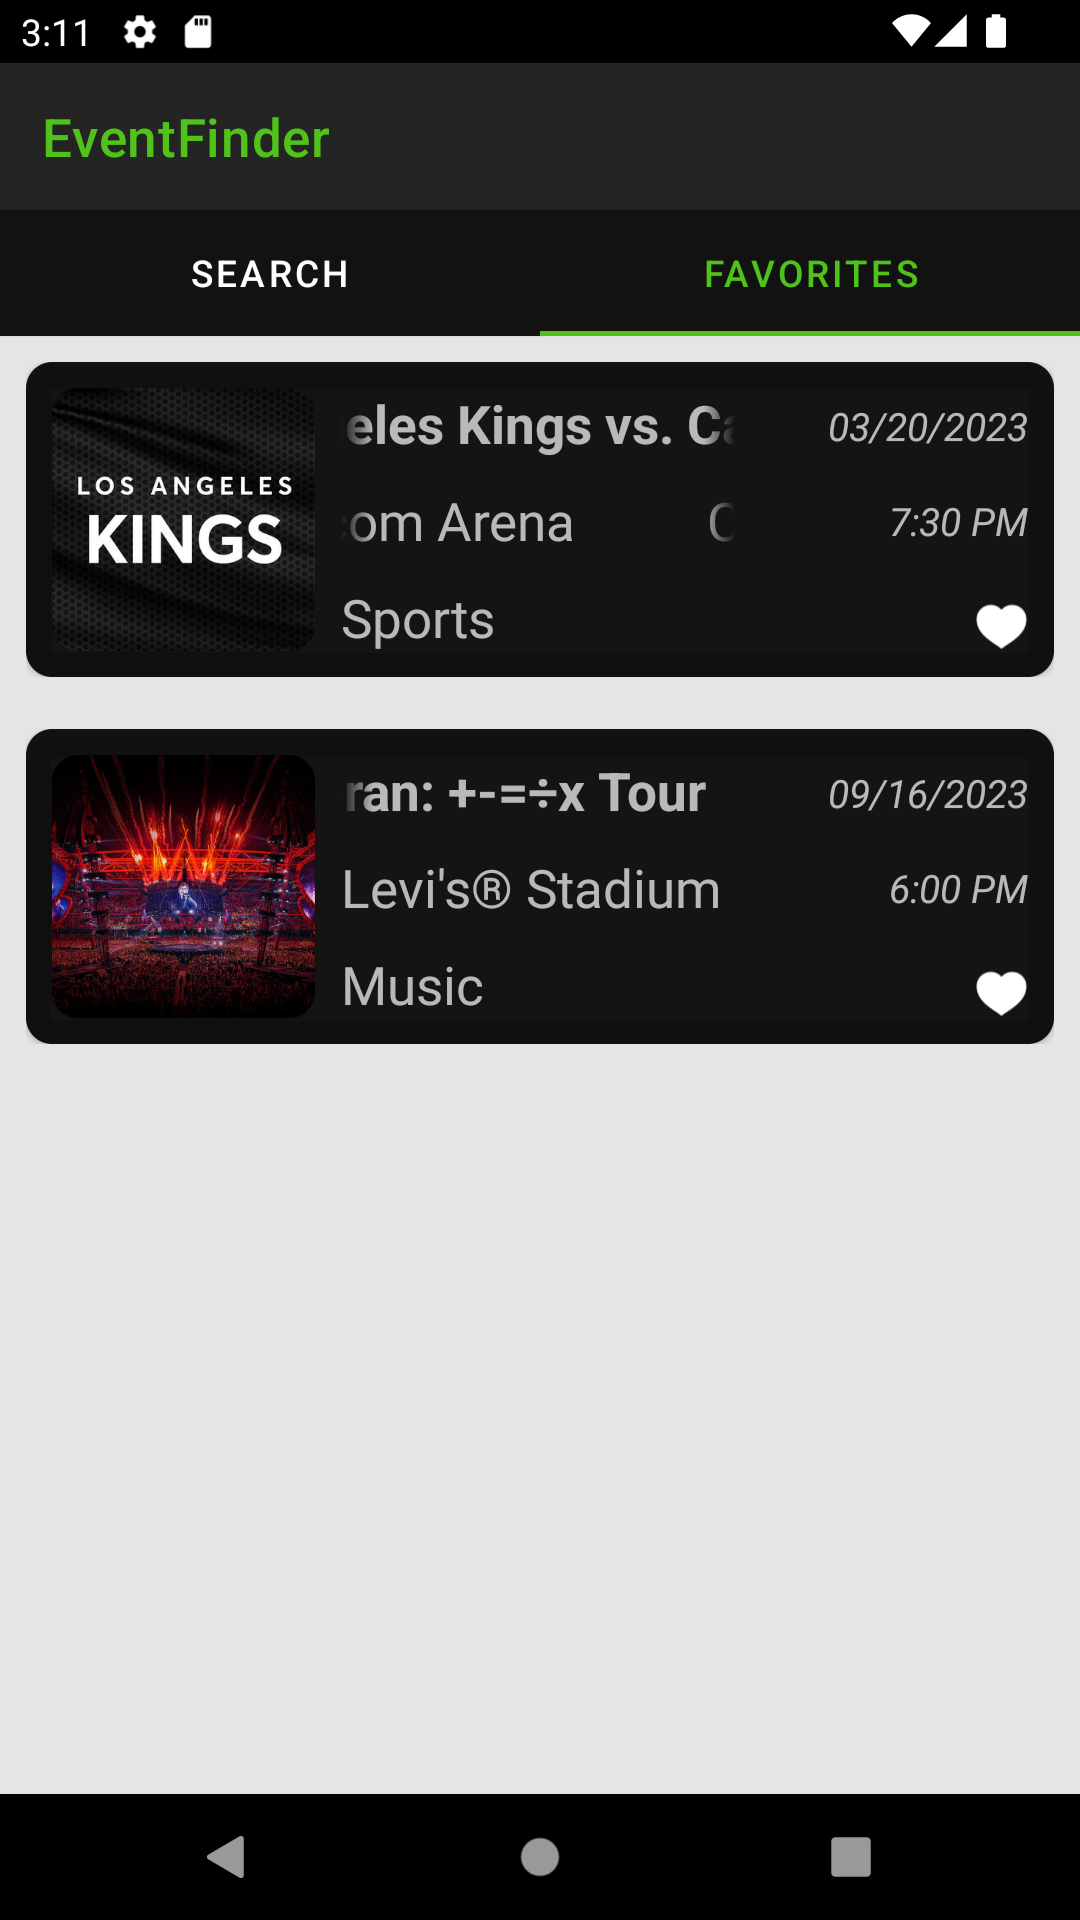 3:11
EventFinder
SEARCH
FAVORITES
LOS ANGELES
KINGS
eles Kings vs. Ca
03/20/2023
com Arena C
7:30 PM
Sports
ran: +-=÷x Tour
09/16/2023
Levi's® Stadium
6:00 PM
Music